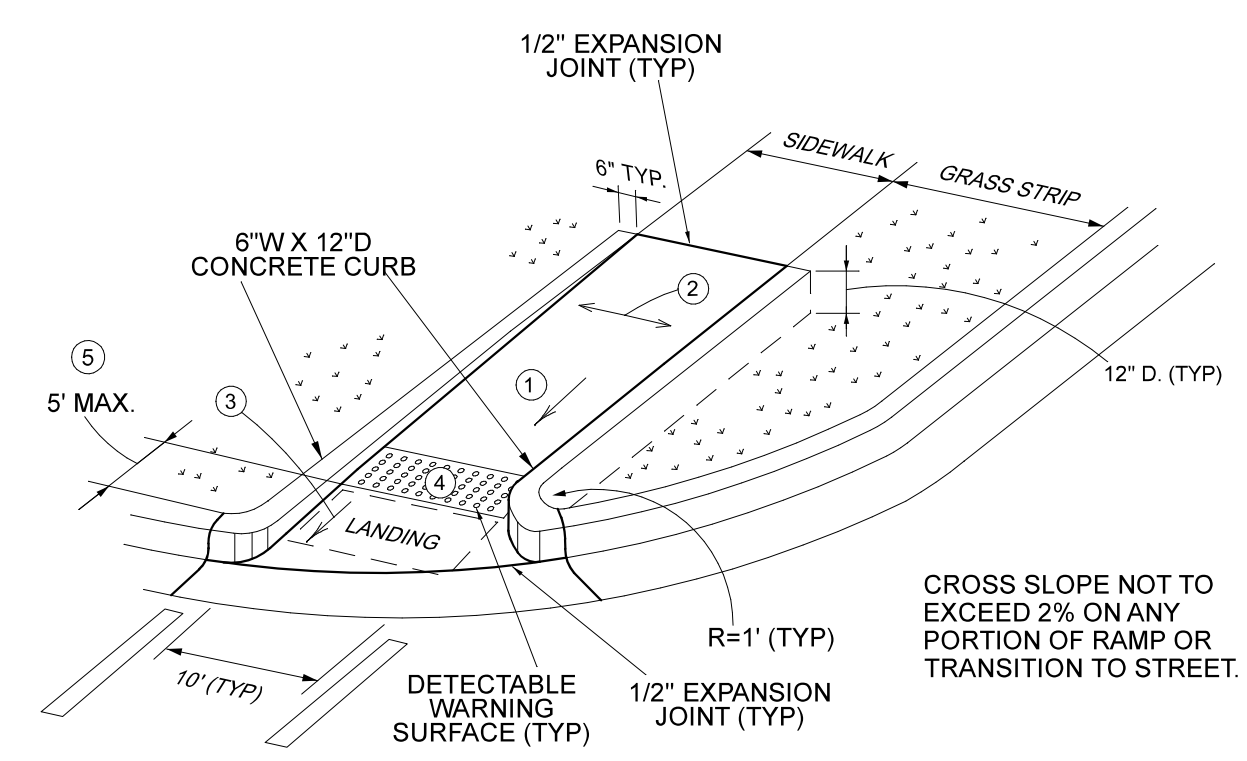 1/2" EXPANSION
JOINT (TYP)
SIDEWALK
GRASS STRIP
6" TYP.
6"W X 12"D
CONCRETE CURB
2
5
5' MAX.
3
1
12" D. (TYP)
4
LANDING
CROSS SLOPE NOT TO
EXCEED 2% ON ANY
PORTION OF RAMP OR
TRANSITION TO STREET.
R=1' (TYP)
10' (TYP)
DETECTABLE
WARNING
SURFACE (TYP)
1/2" EXPANSION
JOINT (TYP)